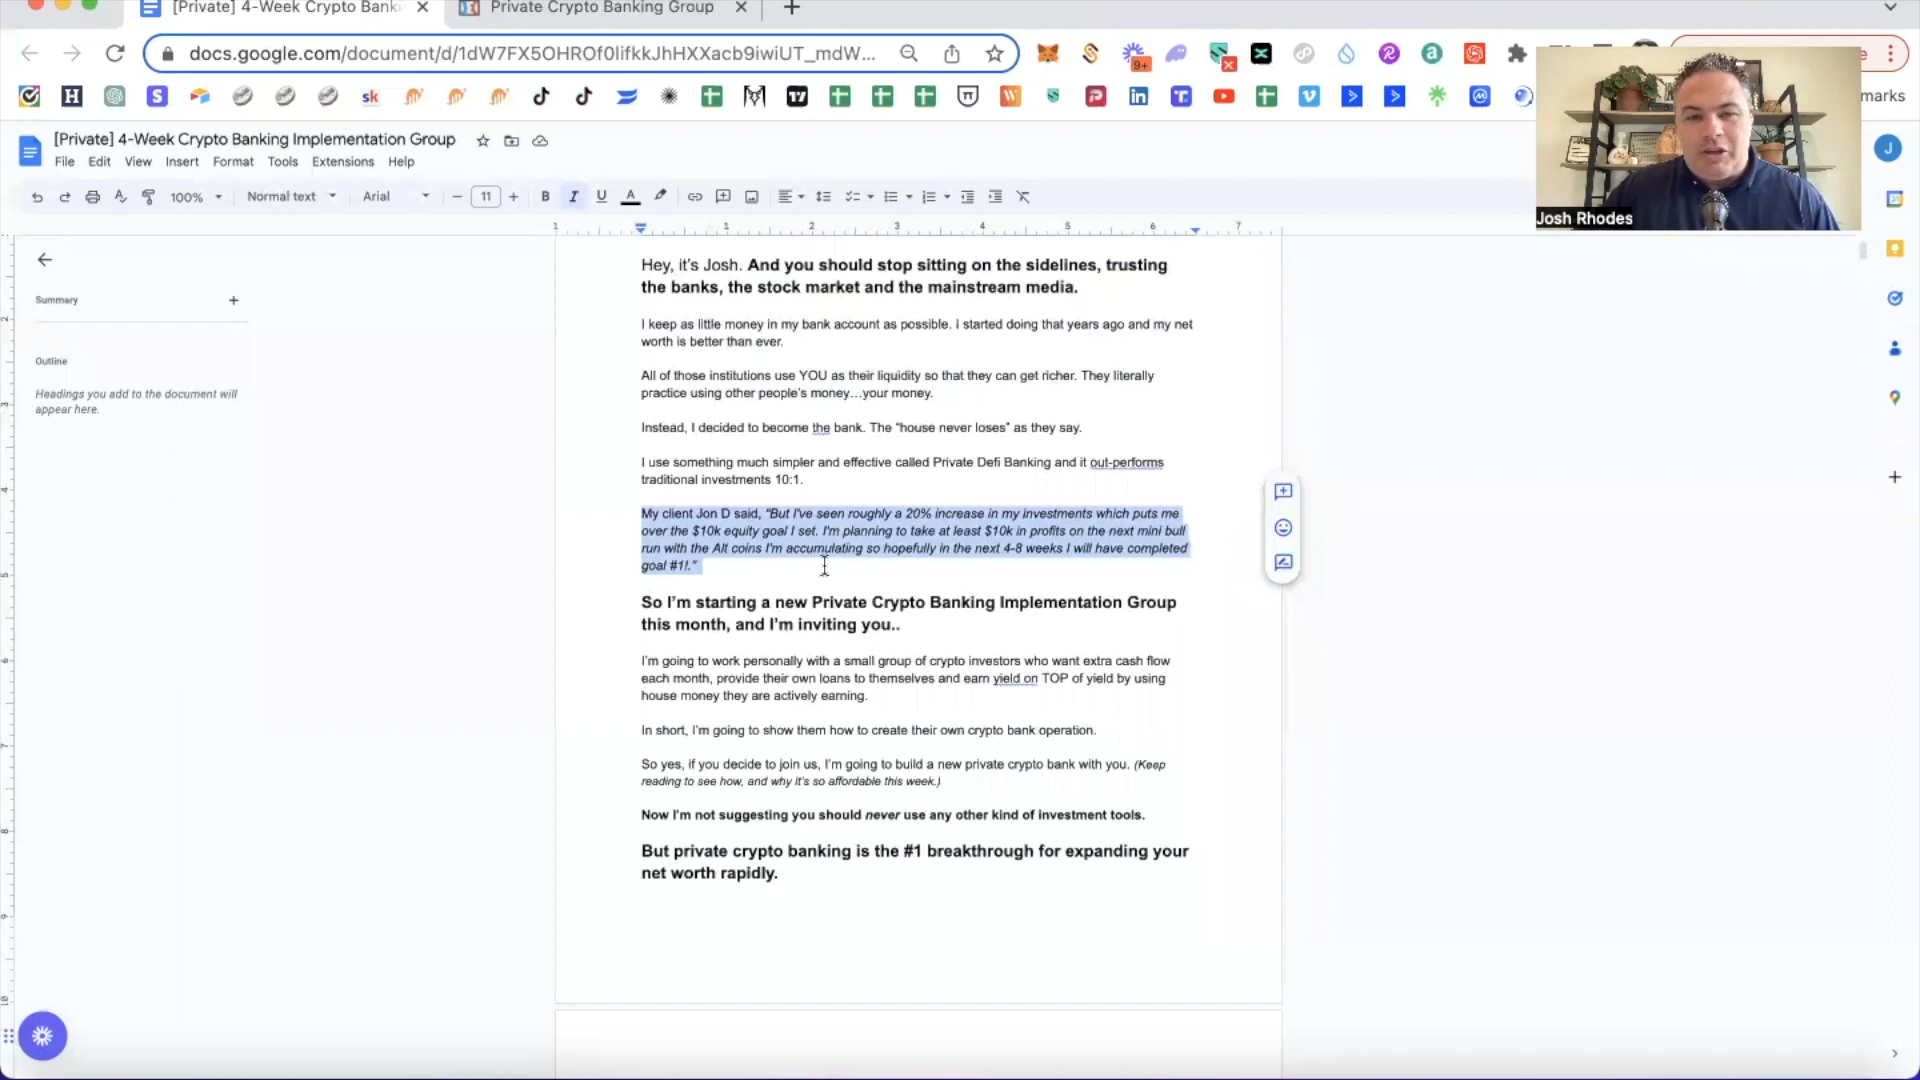 [Private] 4-Week Crypto Banki
Private Crypto Banking Group
docs.google.com/document/d/1dW7FX5OHROf0lifkkJhHXXacb9iwiUT_mdW...
9+
sk
marks
[Private] 4-Week Crypto Banking Implementation Group
File Edit View Insert Format Tools Extensions Help
100% Normal text Arial 11 B I U A
J
Josh Rhodes
1 1 2 3 4 5 6 7
Summary
Outline
Headings you add to the document will
appear here.
Hey, it's Josh. And you should stop sitting on the sidelines, trusting
the banks, the stock market and the mainstream media.
I keep as little money in my bank account as possible. I started doing that years ago and my net
worth is better than ever.
All of those institutions use YOU as their liquidity so that they can get richer. They literally
practice using other people's money…your money.
Instead, I decided to become the bank. The “house never loses” as they say.
I use something much simpler and effective called Private Defi Banking and it out-performs
traditional investments 10:1.
My client Jon D said, “But I've seen roughly a 20% increase in my investments which puts me
over the $10k equity goal I set. I'm planning to take at least $10k in profits on the next mini bull
run with the Alt coins I'm accumulating so hopefully in the next 4-8 weeks I will have completed
goal #1!.”
So I'm starting a new Private Crypto Banking Implementation Group
this month, and I'm inviting you..
I'm going to work personally with a small group of crypto investors who want extra cash flow
each month, provide their own loans to themselves and earn yield on TOP of yield by using
house money they are actively earning.
In short, I'm going to show them how to create their own crypto bank operation.
So yes, if you decide to join us, I'm going to build a new private crypto bank with you. (Keep
reading to see how, and why it's so affordable this week.)
Now I'm not suggesting you should never use any other kind of investment tools.
But private crypto banking is the #1 breakthrough for expanding your
net worth rapidly.